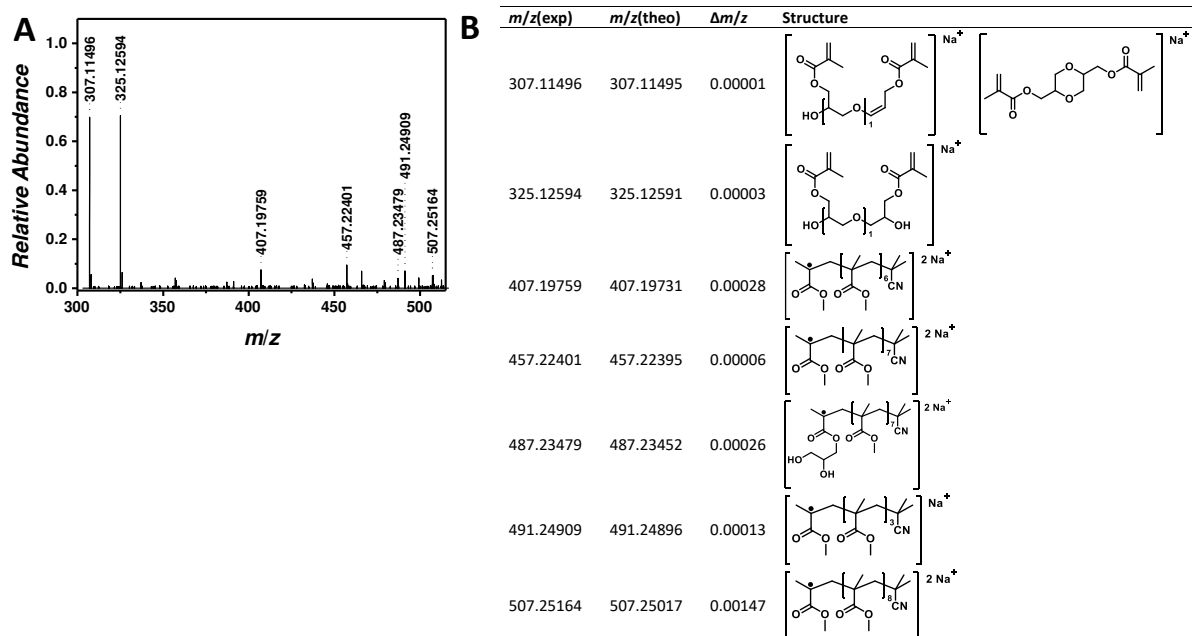 A
Relative Abundance
1.0
0.8
0.6
0.4
0.2
0.0
307.11496
325.12594
407.19759
457.22401
487.23479
491.24909
507.25164
300
350
400
450
500
m/z
B
m/z(exp) m/z(theo) Δm/z Structure
307.11496 307.11495 0.00001
Na+
O
O
O
O
HO
O
1
Na+
O
O
O
O
O
O
325.12594 325.12591 0.00003
Na+
O
O
O
O
HO
O
1
OH
407.19759 407.19731 0.00028
2 Na+
6
CN
O
O
O
O
457.22401 457.22395 0.00006
2 Na+
7
CN
O
O
O
O
487.23479 487.23452 0.00026
2 Na+
7
CN
O
O
O
O
HO
OH
491.24909 491.24896 0.00013
Na+
3
CN
O
O
O
O
507.25164 507.25017 0.00147
2 Na+
8
CN
O
O
O
O